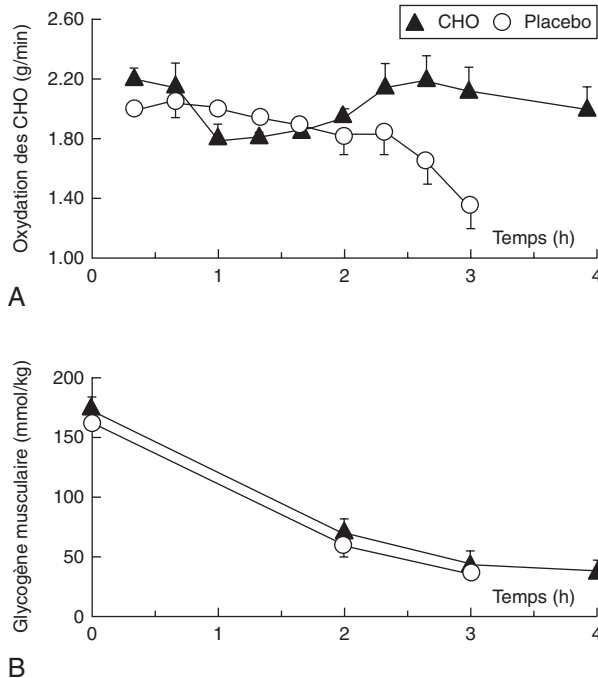 CHO Placebo
Oxydation des CHO (g/min)
2.60
2.20
1.80
1.40
1.00
Temps (h)
0 1 2 3 4
A
Glycogène musculaire (mmol/kg)
200
150
100
50
0
Temps (h)
0 1 2 3 4
B